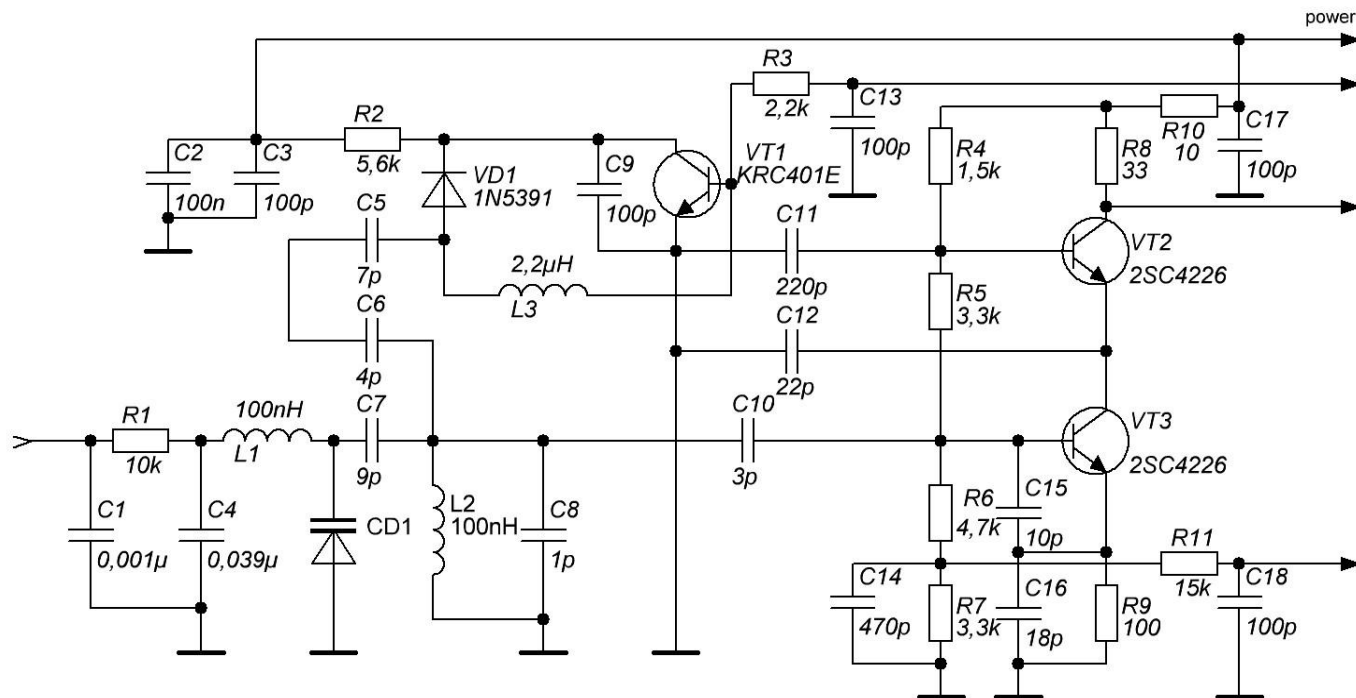 power
R3
2,2k
C13
100p
R2
5,6k
C2
100n
C3
100p
VD1
1N5391
C9
100p
VT1
KRC401E
R4
1,5k
R10
10
R8
33
C17
100p
C5
7p
C11
220p
VT2
2SC4226
2,2µH
L3
C6
4p
R5
3,3k
C12
22p
100nH
L1
R1
10k
C7
9p
C10
3p
VT3
2SC4226
C1
0,001µ
C4
0,039µ
CD1
L2
100nH
C8
1p
R6
4,7k
C15
10p
R11
15k
C14
470p
R7
3,3k
C16
18p
R9
100
C18
100p